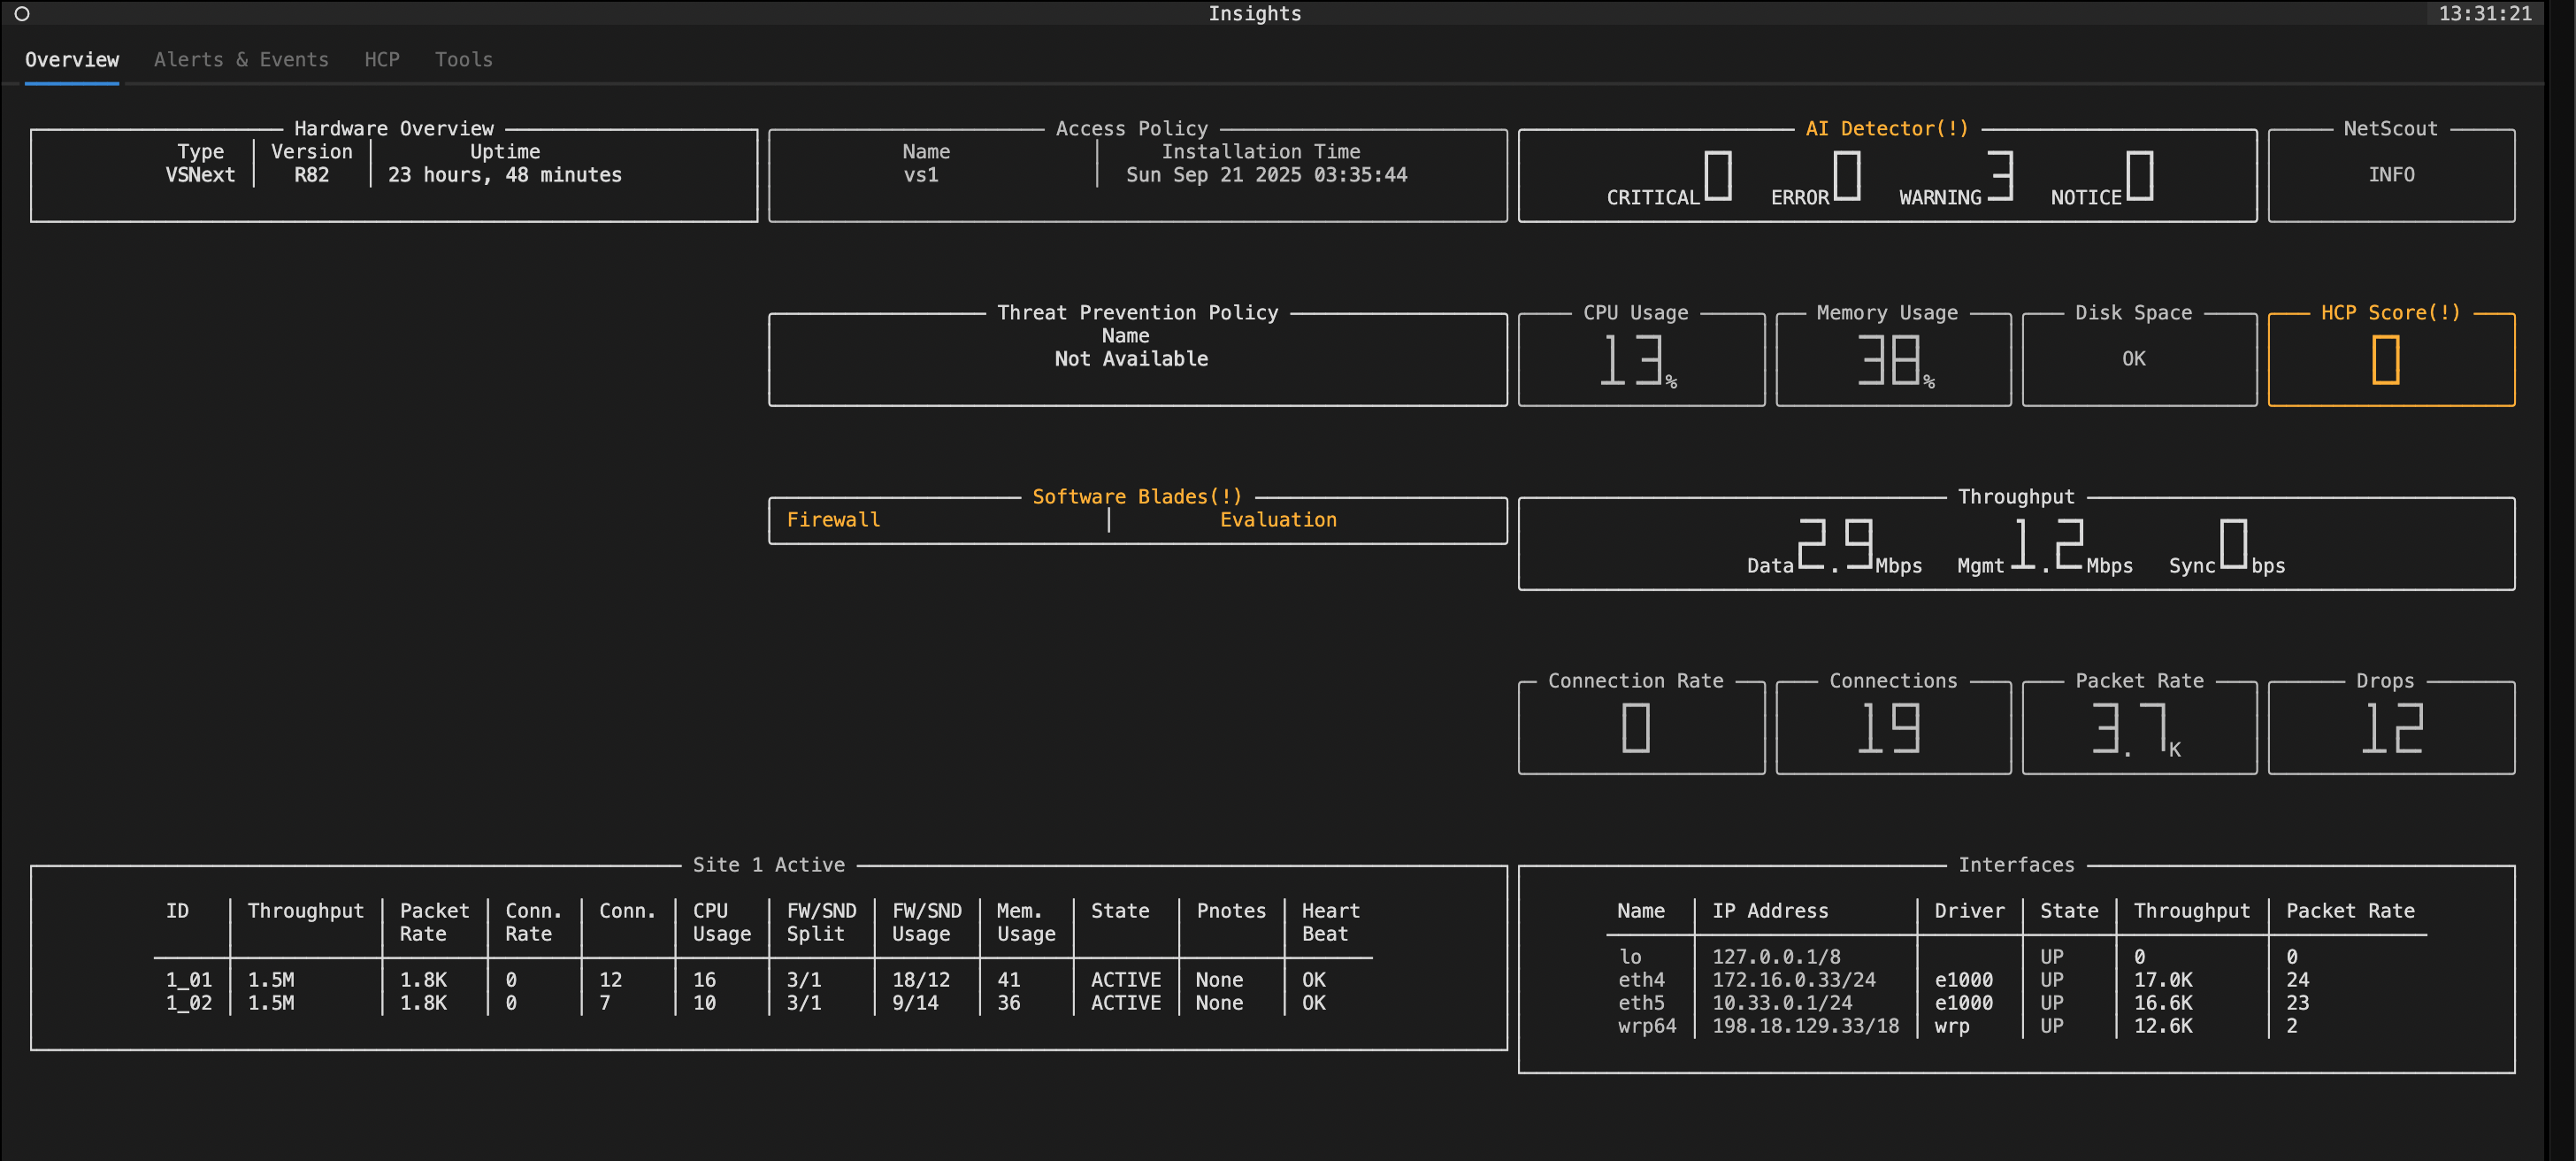 Insights
13:31:21
Overview Alerts & Events HCP Tools
Hardware Overview
Type Version Uptime
VSNext R82 23 hours, 48 minutes
Access Policy
Name Installation Time
vs1 Sun Sep 21 2025 03:35:44
AI Detector(!)
CRITICAL 0 ERROR 0 WARNING 3 NOTICE 0
NetScout
INFO
Threat Prevention Policy
Name
Not Available
CPU Usage
13%
Memory Usage
38%
Disk Space
OK
HCP Score(!)
0
Software Blades(!)
Firewall Evaluation
Throughput
Data 2.9 Mbps Mgmt 1.2 Mbps Sync 0 bps
Connection Rate
0
Connections
19
Packet Rate
3.7K
Drops
12
Site 1 Active
ID Throughput Packet Rate Conn. Rate Conn. CPU Usage FW/SND Split FW/SND Usage Mem. Usage State Pnotes Heart Beat
1_01 1.5M 1.8K 0 12 16 3/1 18/12 41 ACTIVE None OK
1_02 1.5M 1.8K 0 7 10 3/1 9/14 36 ACTIVE None OK
Interfaces
Name IP Address Driver State Throughput Packet Rate
lo 127.0.0.1/8 UP 0 0
eth4 172.16.0.33/24 e1000 UP 17.0K 24
eth5 10.33.0.1/24 e1000 UP 16.6K 23
wrp64 198.18.129.33/18 wrp UP 12.6K 2